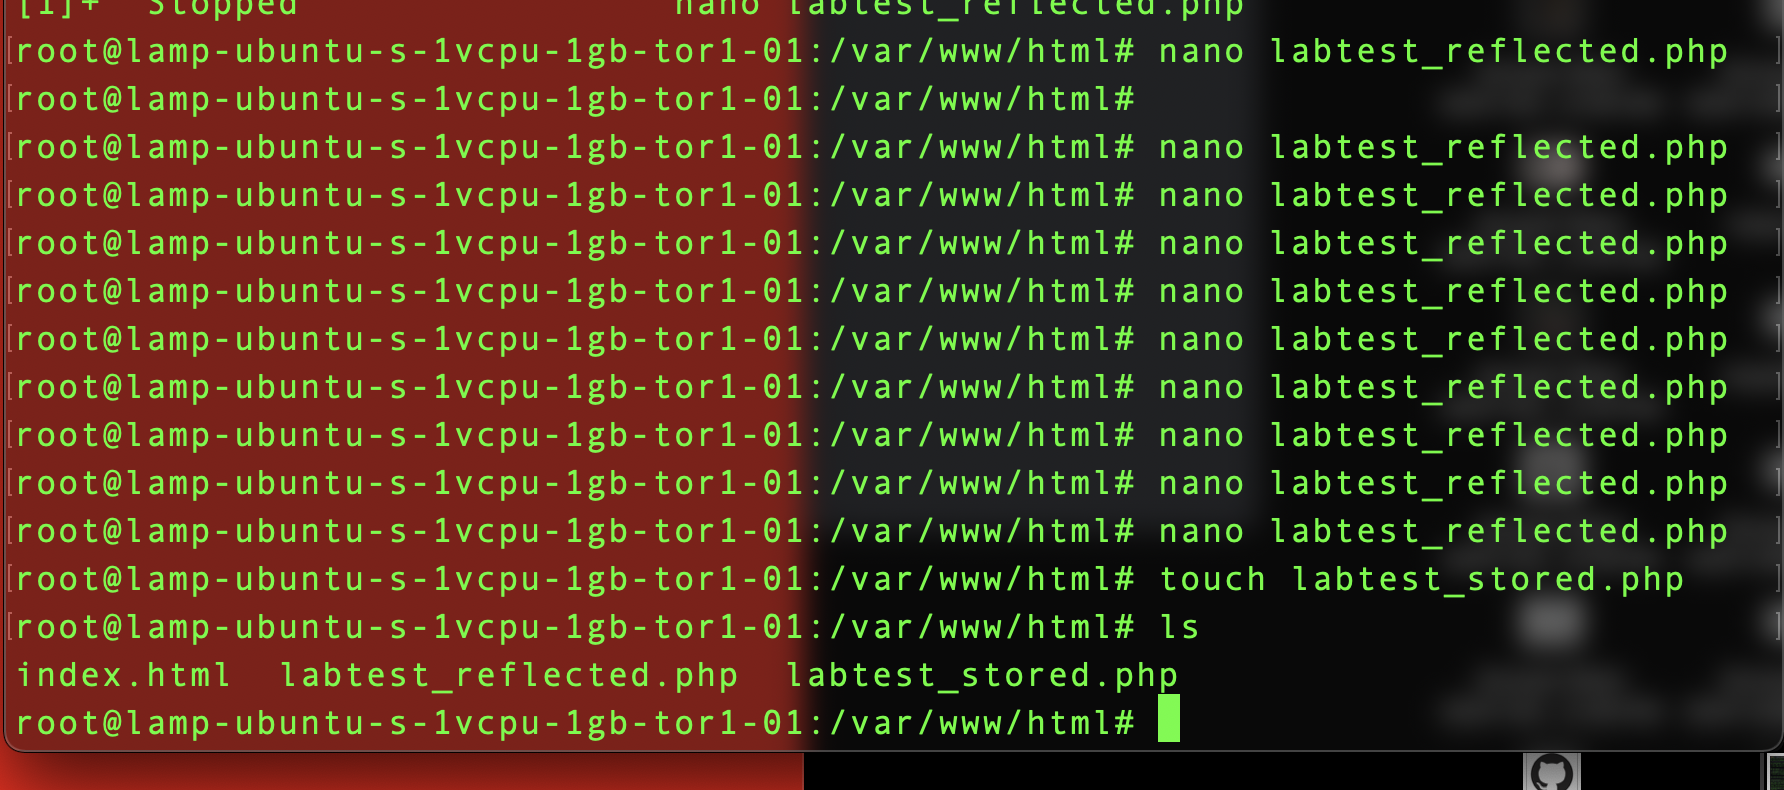 [1]+  Stopped                 nano labtest_reflected.php
root@lamp-ubuntu-s-1vcpu-1gb-tor1-01:/var/www/html# nano labtest_reflected.php
root@lamp-ubuntu-s-1vcpu-1gb-tor1-01:/var/www/html#
root@lamp-ubuntu-s-1vcpu-1gb-tor1-01:/var/www/html# nano labtest_reflected.php
root@lamp-ubuntu-s-1vcpu-1gb-tor1-01:/var/www/html# nano labtest_reflected.php
root@lamp-ubuntu-s-1vcpu-1gb-tor1-01:/var/www/html# nano labtest_reflected.php
root@lamp-ubuntu-s-1vcpu-1gb-tor1-01:/var/www/html# nano labtest_reflected.php
root@lamp-ubuntu-s-1vcpu-1gb-tor1-01:/var/www/html# nano labtest_reflected.php
root@lamp-ubuntu-s-1vcpu-1gb-tor1-01:/var/www/html# nano labtest_reflected.php
root@lamp-ubuntu-s-1vcpu-1gb-tor1-01:/var/www/html# nano labtest_reflected.php
root@lamp-ubuntu-s-1vcpu-1gb-tor1-01:/var/www/html# nano labtest_reflected.php
root@lamp-ubuntu-s-1vcpu-1gb-tor1-01:/var/www/html# nano labtest_reflected.php
root@lamp-ubuntu-s-1vcpu-1gb-tor1-01:/var/www/html# touch labtest_stored.php
root@lamp-ubuntu-s-1vcpu-1gb-tor1-01:/var/www/html# ls
index.html  labtest_reflected.php  labtest_stored.php
root@lamp-ubuntu-s-1vcpu-1gb-tor1-01:/var/www/html#